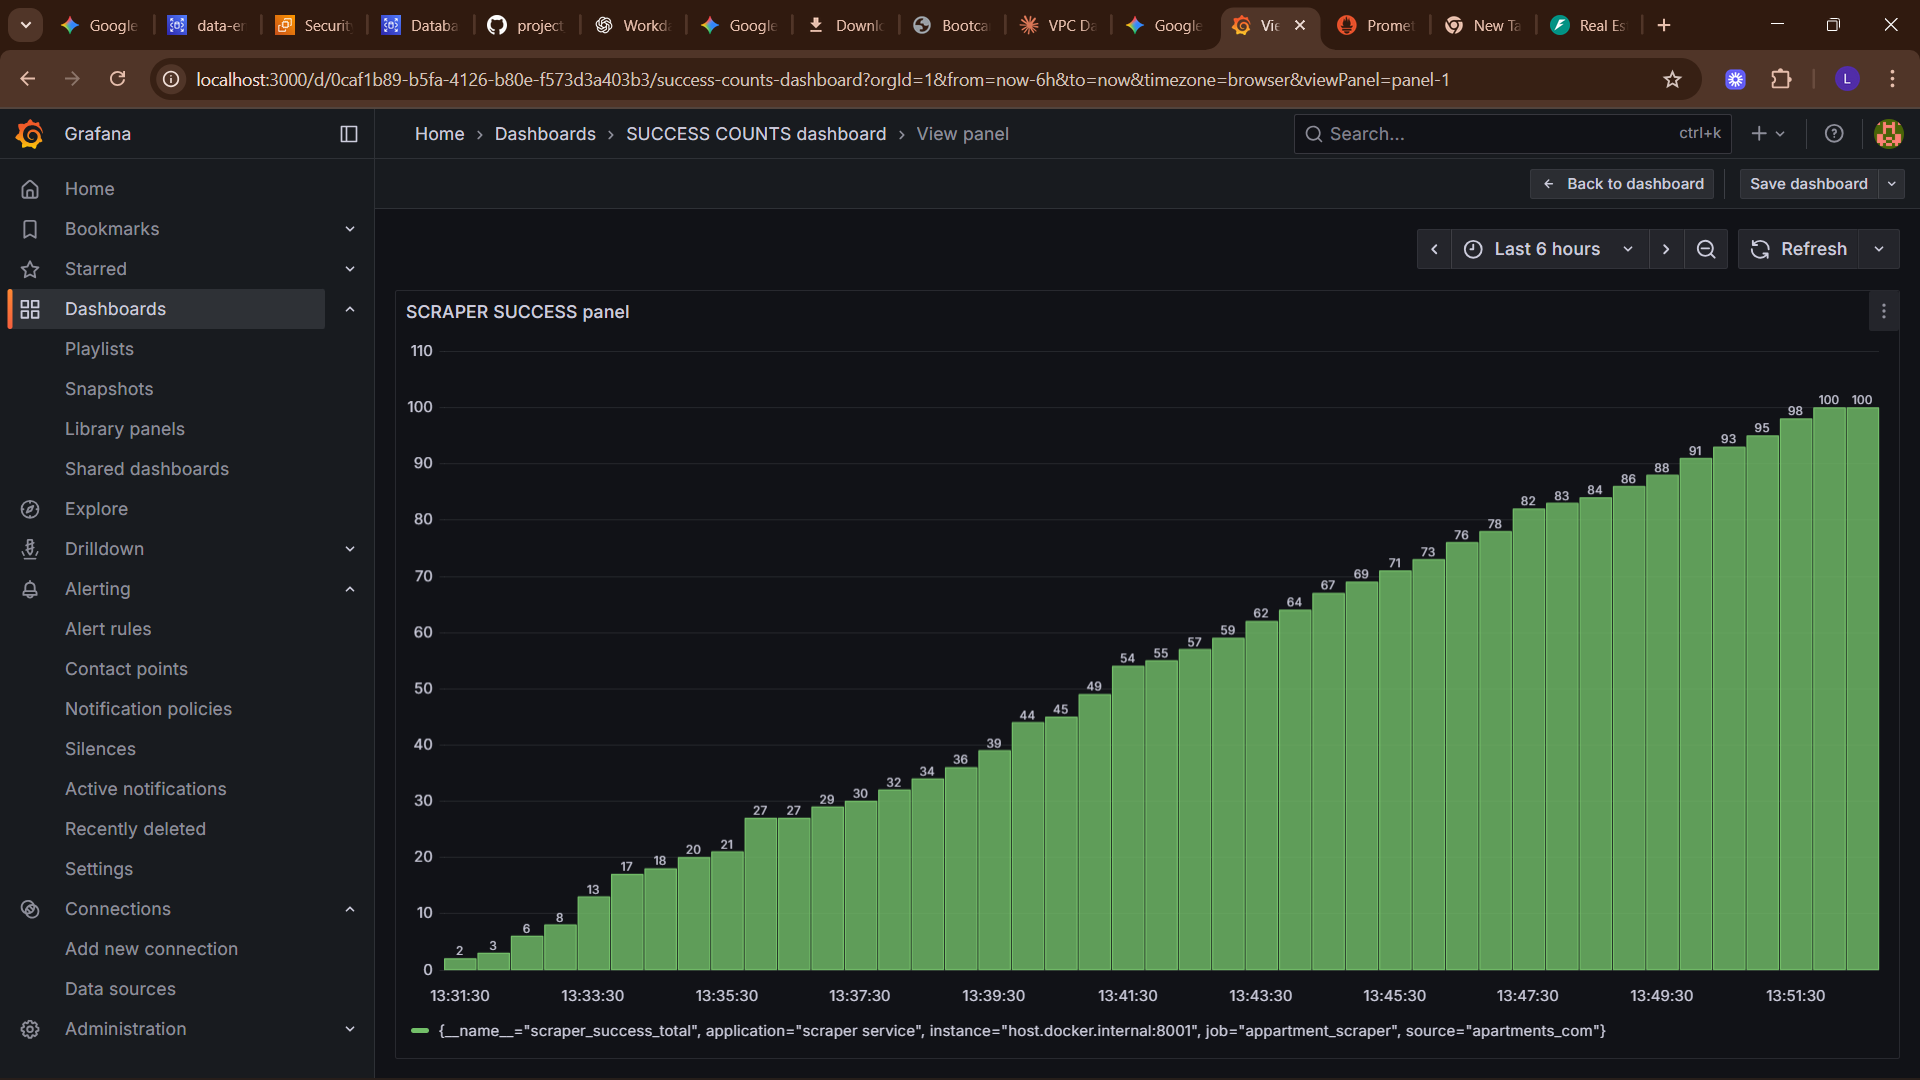 Google
data-en
Security
Databa
project
Workda
Google
Downlo
Bootca
VPC Da
Google
Vie
Promet
New Ta
Real Es
localhost:3000/d/0caf1b89-b5fa-4126-b80e-f573d3a403b3/success-counts-dashboard?orgId=1&from=now-6h&to=now&timezone=browser&viewPanel=panel-1
L
Grafana
Home › Dashboards › SUCCESS COUNTS dashboard › View panel
Search... ctrl+k
Back to dashboard
Save dashboard
Home
Bookmarks
Starred
Dashboards
Playlists
Snapshots
Library panels
Shared dashboards
Explore
Drilldown
Alerting
Alert rules
Contact points
Notification policies
Silences
Active notifications
Recently deleted
Settings
Connections
Add new connection
Data sources
Administration
Last 6 hours
Refresh
SCRAPER SUCCESS panel
110
100
90
80
70
60
50
40
30
20
10
0
2 3 6 8 13 17 18 20 21 27 27 29 30 32 34 36 39 44 45 49 54 55 57 59 62 64 67 69 71 73 76 78 82 83 84 86 88 91 93 95 98 100 100
13:31:30 13:33:30 13:35:30 13:37:30 13:39:30 13:41:30 13:43:30 13:45:30 13:47:30 13:49:30 13:51:30
{__name__="scraper_success_total", application="scraper service", instance="host.docker.internal:8001", job="appartment_scraper", source="apartments_com"}